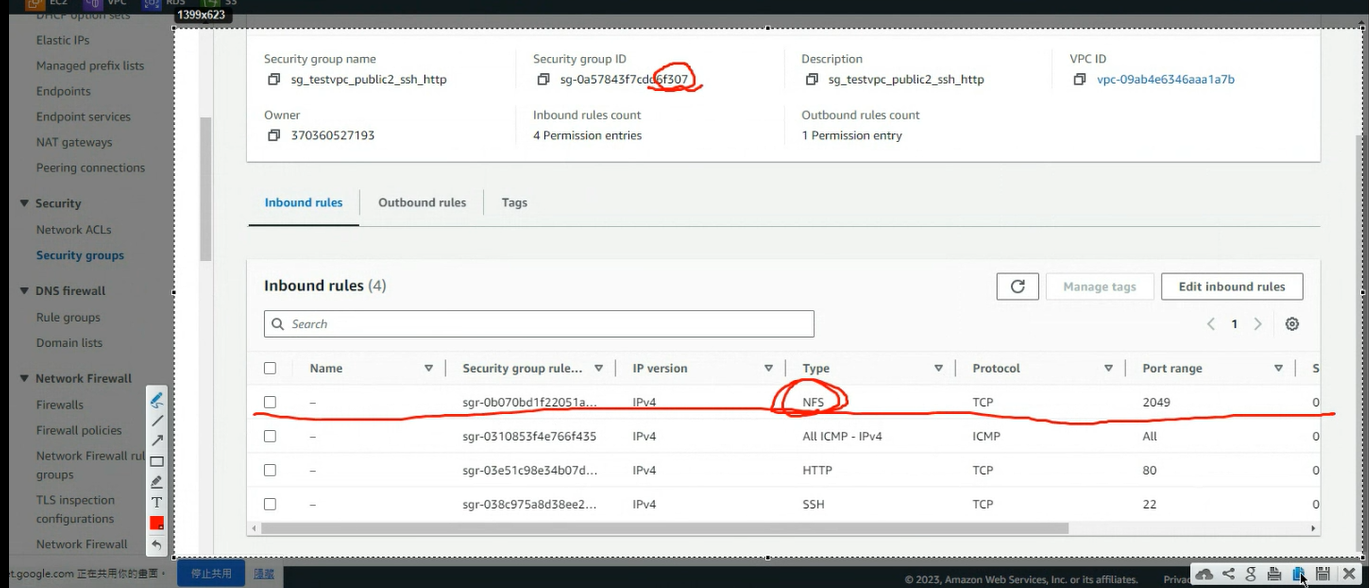 EC2 VPC RDS S3
1399x623
DHCP option sets
Elastic IPs
Managed prefix lists
Endpoints
Endpoint services
NAT gateways
Peering connections
Security
Network ACLs
Security groups
DNS firewall
Rule groups
Domain lists
Network Firewall
Firewalls
Firewall policies
Network Firewall rul
groups
TLS inspection
configurations
Network Firewall
Security group name
sg_testvpc_public2_ssh_http
Security group ID
Description
sg_testvpc_public2_ssh_http
VPC ID
vpc-09ab4e6346aaa1a7b
Owner
370360527193
Inbound rules count
4 Permission entries
Outbound rules count
1 Permission entry
Inbound rules Outbound rules Tags
Inbound rules (4)
Manage tags Edit inbound rules
Search
1
Name Security group rule... IP version Type Protocol Port range S
– sgr-0b070bd1f22051a... IPv4 NFS TCP 2049 0
– sgr-0310853f4e766f435 IPv4 All ICMP - IPv4 ICMP All 0
– sgr-03e51c98e34b07d... IPv4 HTTP TCP 80 0
– sgr-038c975a8d38ee2... IPv4 SSH TCP 22 0
T
et.google.com 正在共用你的畫面。 停止共用 隱藏
© 2023, Amazon Web Services, Inc. or its affiliates. Privac
g